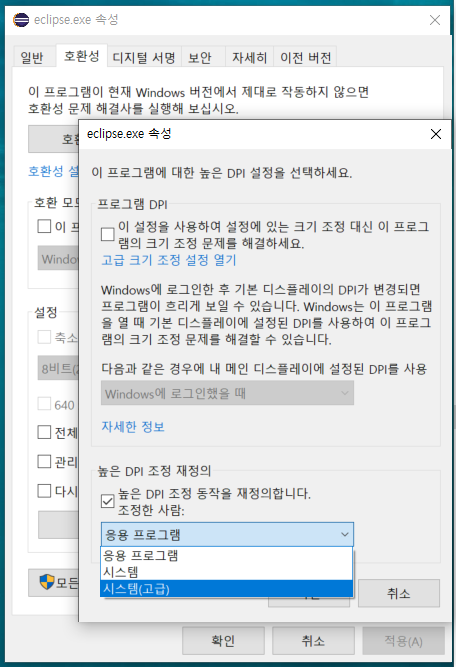 eclipse.exe 속성
일반
호환성
디지털 서명
보안
자세히
이전 버전
이 프로그램이 현재 Windows 버전에서 제대로 작동하지 않으면
호환성 문제 해결사를 실행해 보십시오.
호환성 설
호환 모
이 프
Windo
설정
축소
8비트(2
640
전체
관리
다시
모든
확인
취소
적용(A)
eclipse.exe 속성
이 프로그램에 대한 높은 DPI 설정을 선택하세요.
프로그램 DPI
이 설정을 사용하여 설정에 있는 크기 조정 대신 이 프로그
램의 크기 조정 문제를 해결하세요.
고급 크기 조정 설정 열기
Windows에 로그인한 후 기본 디스플레이의 DPI가 변경되면
프로그램이 흐리게 보일 수 있습니다. Windows는 이 프로그램
을 열 때 기본 디스플레이에 설정된 DPI를 사용하여 이 프로그
램의 크기 조정 문제를 해결할 수 있습니다.
다음과 같은 경우에 내 메인 디스플레이에 설정된 DPI를 사용
Windows에 로그인했을 때
자세한 정보
높은 DPI 조정 재정의
높은 DPI 조정 동작을 재정의합니다.
조정한 사람:
응용 프로그램
응용 프로그램
시스템
시스템(고급)
취소